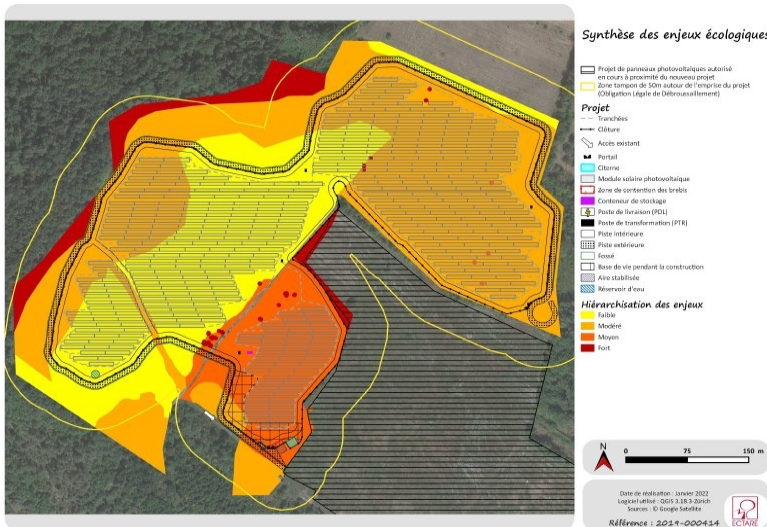 Synthèse des enjeux écologiques
Projet de panneaux photovoltaïques autorisé
en cours à proximité du nouveau projet
Zone tampon de 50m autour de l'emprise du projet
(Obligation Légale de Débroussaillement)
Projet
Tranchées
Clôture
Accès existant
Portail
Citerne
Module solaire photovoltaïque
Zone de contention des brebis
Conteneur de stockage
Poste de livraison (PDL)
Poste de transformation (PTR)
Piste intérieure
Piste extérieure
Fossé
Base de vie pendant la construction
Aire stabilisée
Réservoir d'eau
Hiérarchisation des enjeux
Faible
Modéré
Moyen
Fort
N
0 75 150 m
Date de réalisation : Janvier 2022
Logiciel utilisé : QGIS 3.18.3-Zürich
Sources : © Google Satellite
Référence : 2019-000414
ECTARE